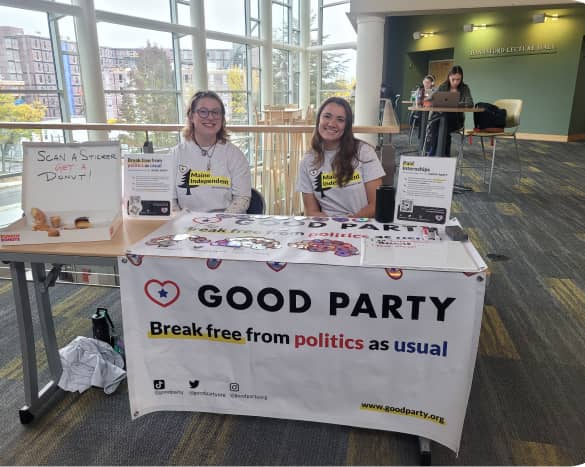 HANNAFORD LECTURE HALL
SCAN A STICKER,
GET A
DONUT!
Break free from
politics as usual
Maine
Independent
Maine
Independent
Paid
Internships
GOOD PARTY
Break free from politics as usual
GOOD PARTY
Break free from politics as usual
@goodparty
@goodpartyorg
@goodpartyorg
www.goodparty.org